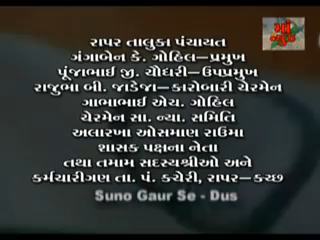 રાપર તાલુકા પંચાયત
ગંગાબેન કે. ગોહિલ–પ્રમુખ
પૂંજાભાઈ જી. ચૌધરી–ઉપપ્રમુખ
રાજુભા બી. જાડેજા–કારોબારી ચેરમેન
ગાભાભાઈ એચ. ગોહિલ
ચેરમેન સા. ન્યા. સમિતિ
અલારખા ઓસમાણ રાઉમા
શાસક પક્ષના નેતા
તથા તમામ સદસ્યશ્રીઓ અને
કર્મચારીગણ તા. પં. કચેરી, રાપર–કચ્છ
Suno Gaur Se - Dus